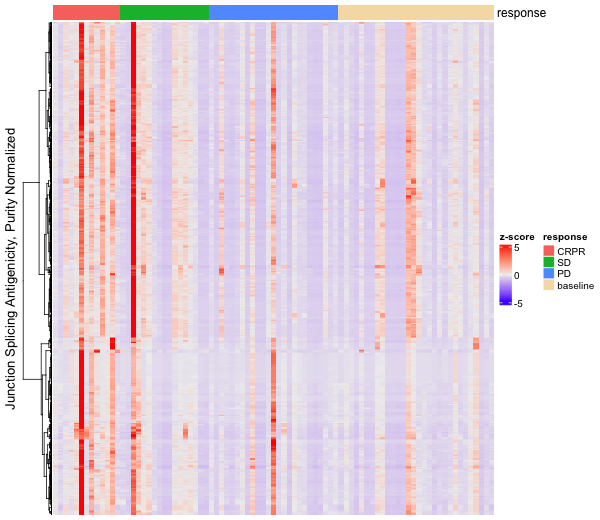 response
Junction Splicing Antigenicity, Purity Normalized
z-score response
5 CRPR
0 SD
PD
-5 baseline